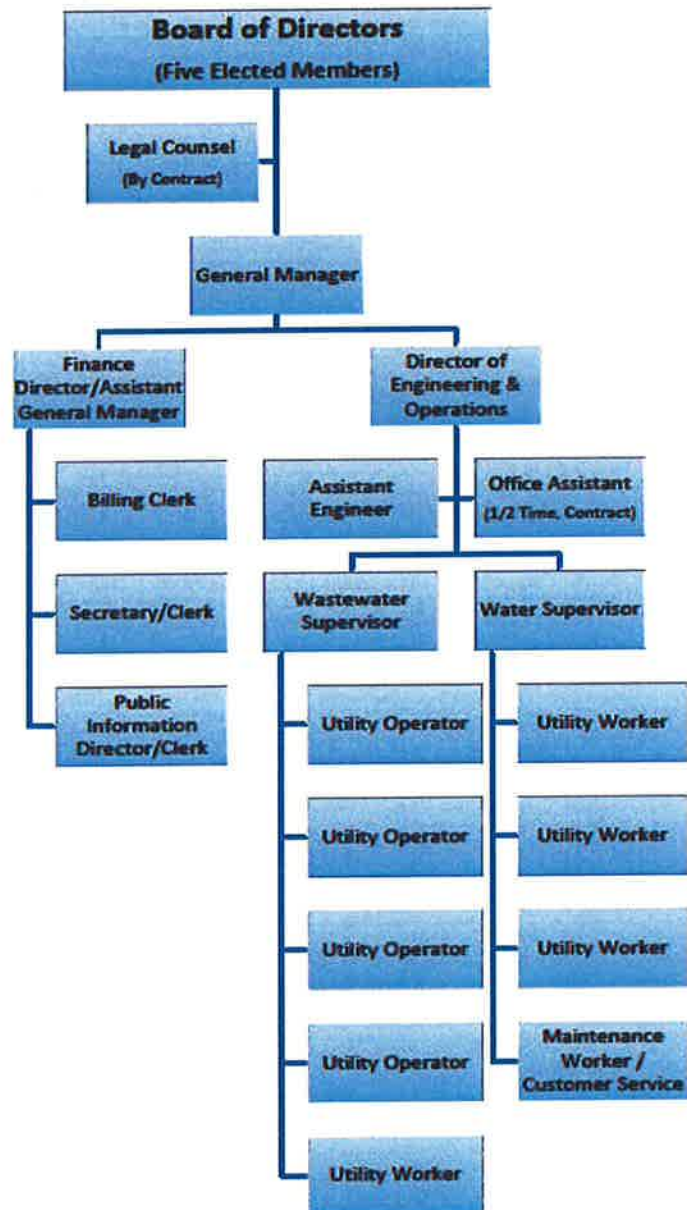 Board of Directors
(Five Elected Members)
Legal Counsel
(By Contract)
General Manager
Finance
Director/Assistant
General Manager
Director of
Engineering &
Operations
Billing Clerk
Secretary/Clerk
Public
Information
Director/Clerk
Assistant
Engineer
Office Assistant
(1/2 Time, Contract)
Wastewater
Supervisor
Water Supervisor
Utility Operator
Utility Operator
Utility Operator
Utility Operator
Utility Worker
Utility Worker
Utility Worker
Utility Worker
Maintenance
Worker /
Customer Service